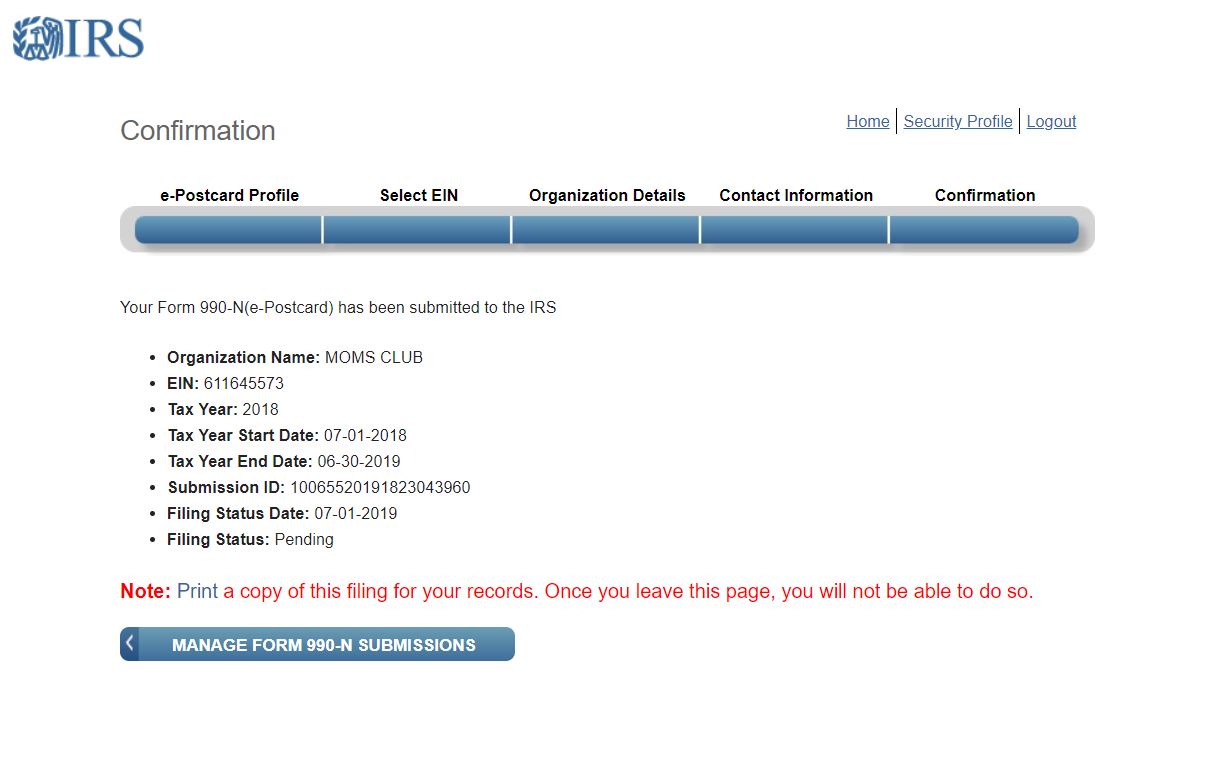 IRS
Home Security Profile Logout
Confirmation
e-Postcard Profile Select EIN Organization Details Contact Information Confirmation
Your Form 990-N(e-Postcard) has been submitted to the IRS
Organization Name: MOMS CLUB
EIN: 611645573
Tax Year: 2018
Tax Year Start Date: 07-01-2018
Tax Year End Date: 06-30-2019
Submission ID: 10065520191823043960
Filing Status Date: 07-01-2019
Filing Status: Pending
Note: Print a copy of this filing for your records. Once you leave this page, you will not be able to do so.
MANAGE FORM 990-N SUBMISSIONS